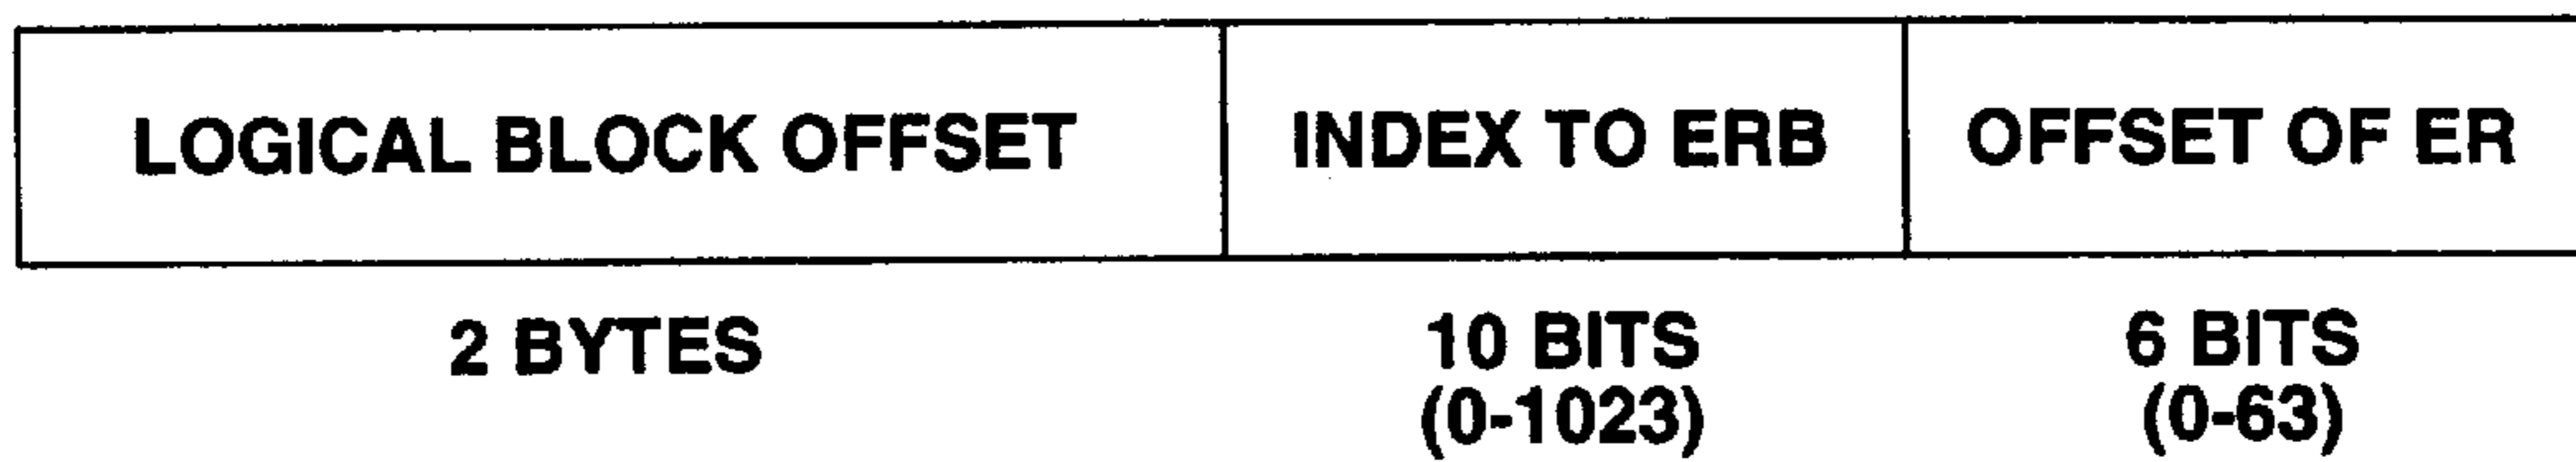 LOGICAL BLOCK OFFSET INDEX TO ERB OFFSET OF ER
2 BYTES 10 BITS 6 BITS
(0-1023) (0-63)